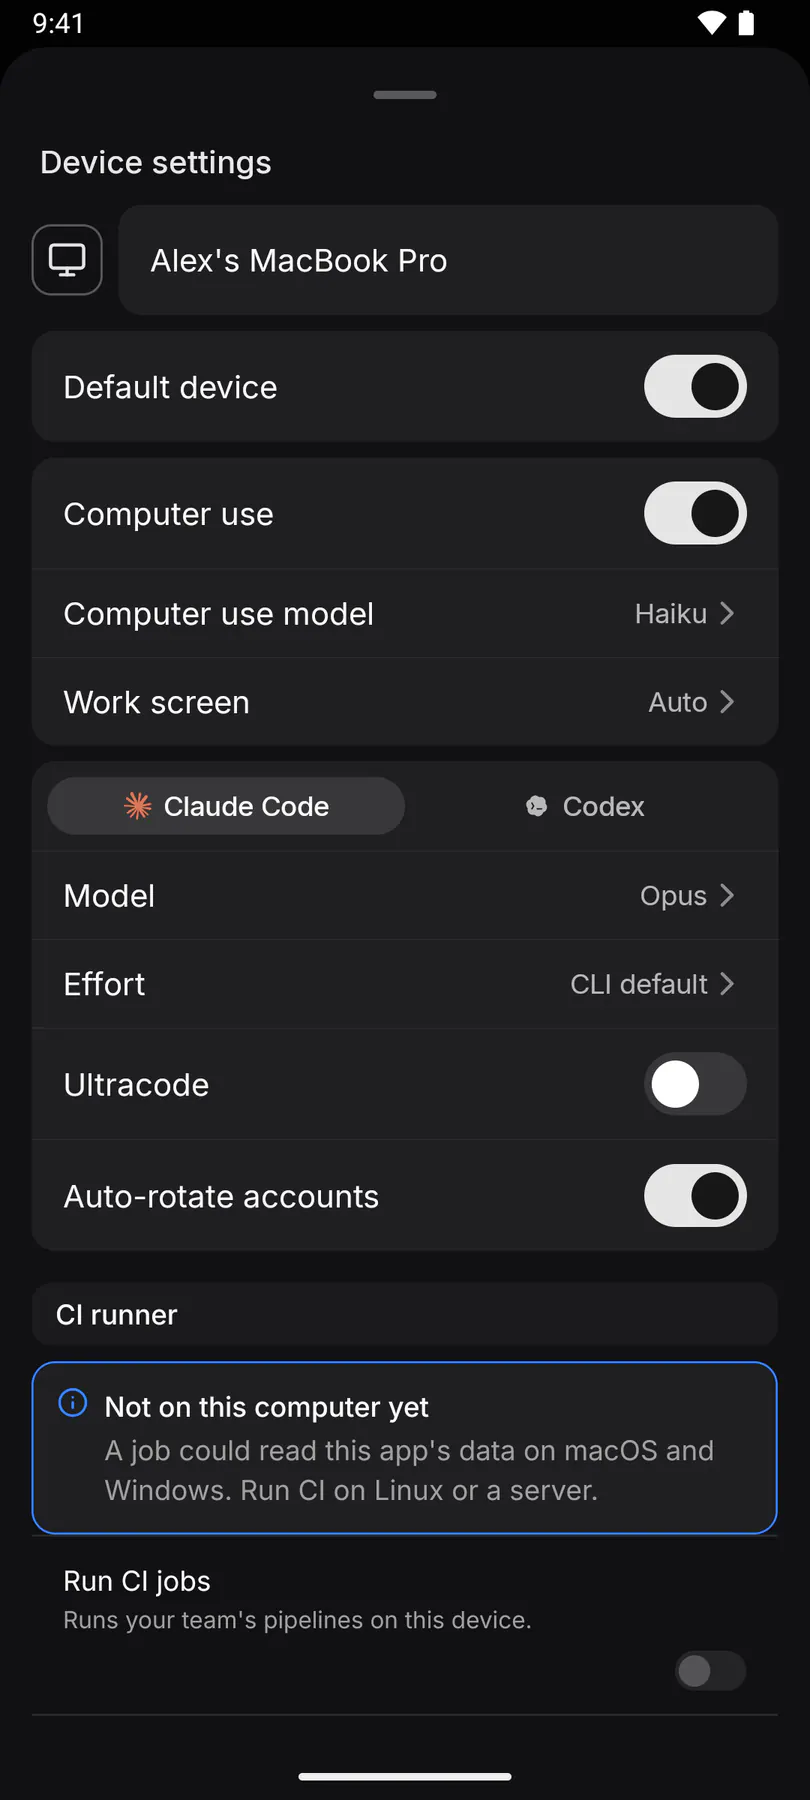 9:41
Device settings
Alex's MacBook Pro
Default device
Computer use
Computer use model
Haiku
Work screen
Auto
Claude Code
Codex
Model
Opus
Effort
CLI default
Ultracode
Auto-rotate accounts
CI runner
Not on this computer yet
A job could read this app's data on macOS and
Windows. Run CI on Linux or a server.
Run CI jobs
Runs your team's pipelines on this device.